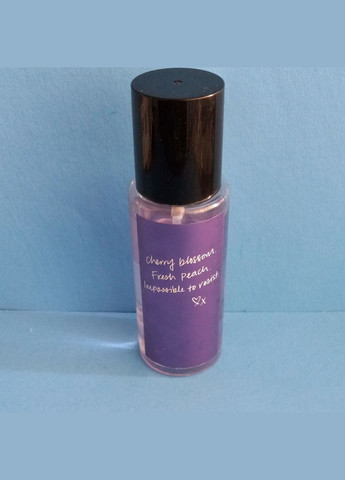 cherry blossom
Fresh peach
Impossible to resist
♡x